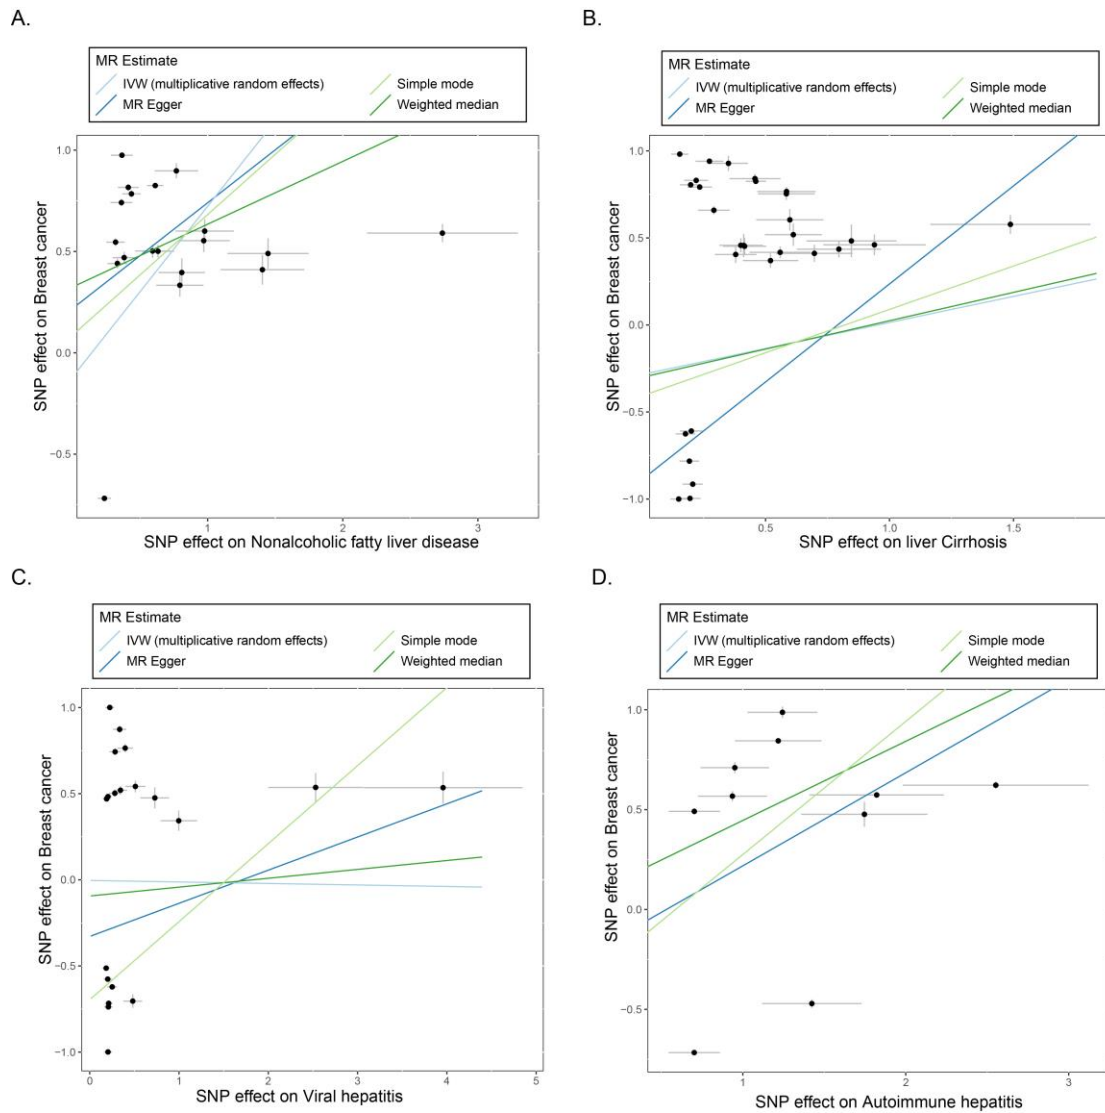 A.
MR Estimate
IVW (multiplicative random effects)
Simple mode
MR Egger
Weighted median
1.0
0.5
0.0
−0.5
SNP effect on Breast cancer
1
2
3
SNP effect on Nonalcoholic fatty liver disease
B.
MR Estimate
IVW (multiplicative random effects)
Simple mode
MR Egger
Weighted median
1.0
0.5
0.0
−0.5
−1.0
SNP effect on Breast cancer
0.5
1.0
1.5
SNP effect on liver Cirrhosis
C.
MR Estimate
IVW (multiplicative random effects)
Simple mode
MR Egger
Weighted median
1.0
0.5
0.0
−0.5
−1.0
SNP effect on Breast cancer
0
1
2
3
4
5
SNP effect on Viral hepatitis
D.
MR Estimate
IVW (multiplicative random effects)
Simple mode
MR Egger
Weighted median
1.0
0.5
0.0
−0.5
SNP effect on Breast cancer
1
2
3
SNP effect on Autoimmune hepatitis